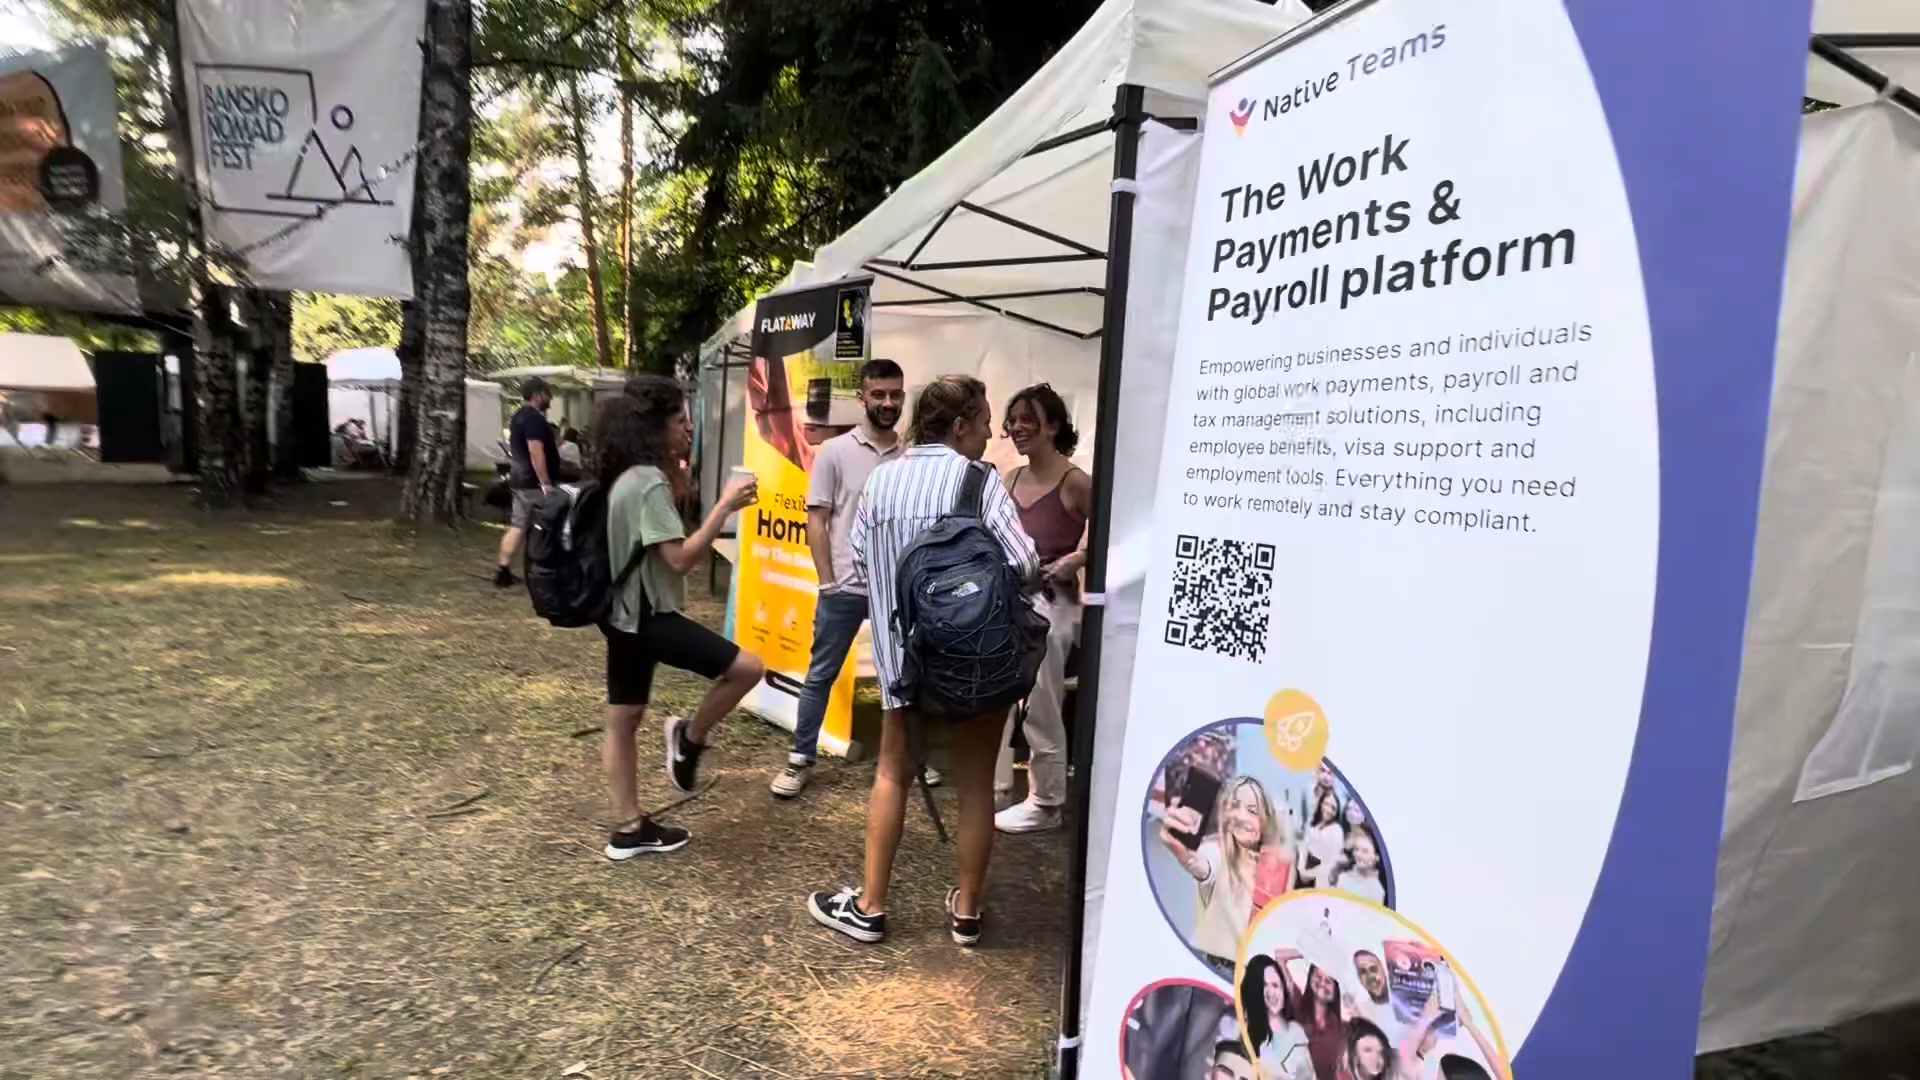 BANSKO
NOMAD
FEST
FLATAWAY
Home
Native Teams
The Work
Payments &
Payroll platform
Empowering businesses and individuals
with global work payments, payroll and
tax management solutions, including
employee benefits, visa support and
employment tools. Everything you need
to work remotely and stay compliant.